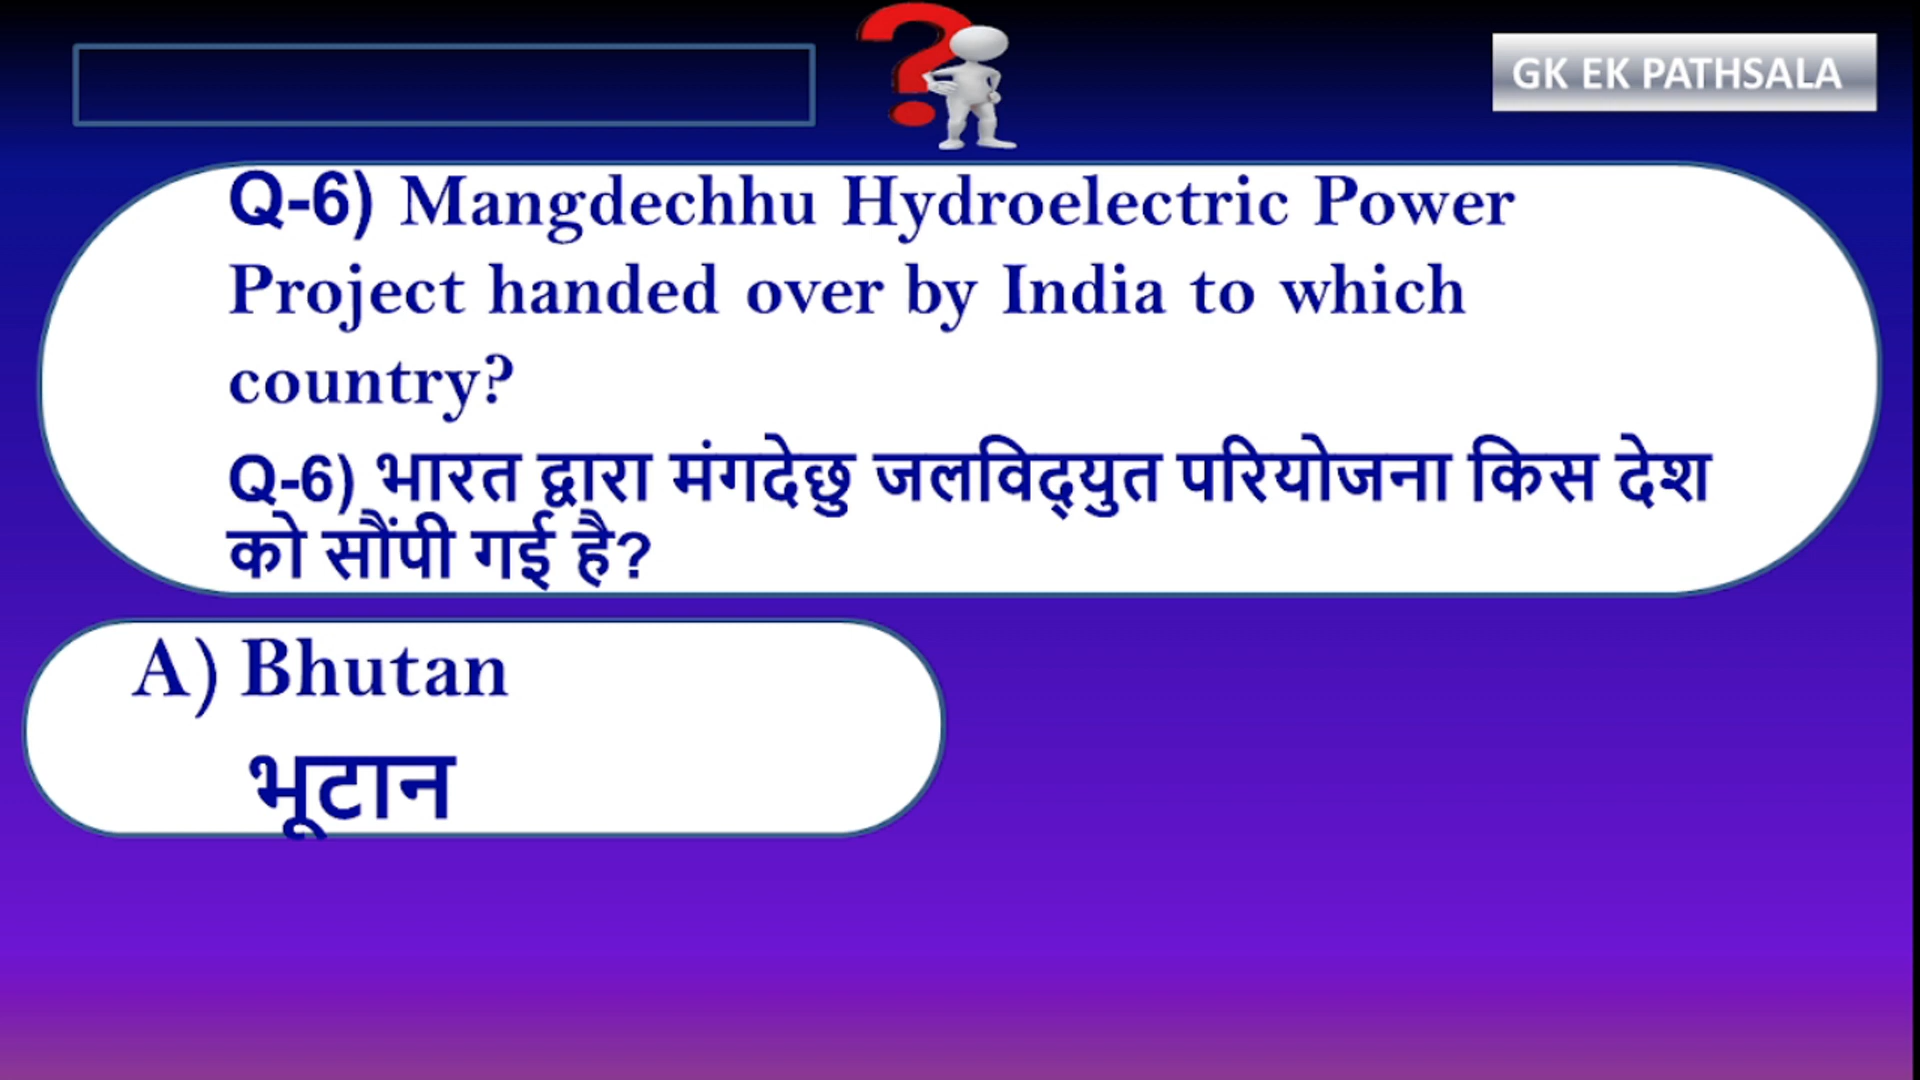 GK EK PATHSALA
Q-6) Mangdechhu Hydroelectric Power
Project handed over by India to which
country?
Q-6) भारत द्वारा मंगदेछु जलविद्युत परियोजना किस देश
को सौंपी गई है?
A) Bhutan
भूटान